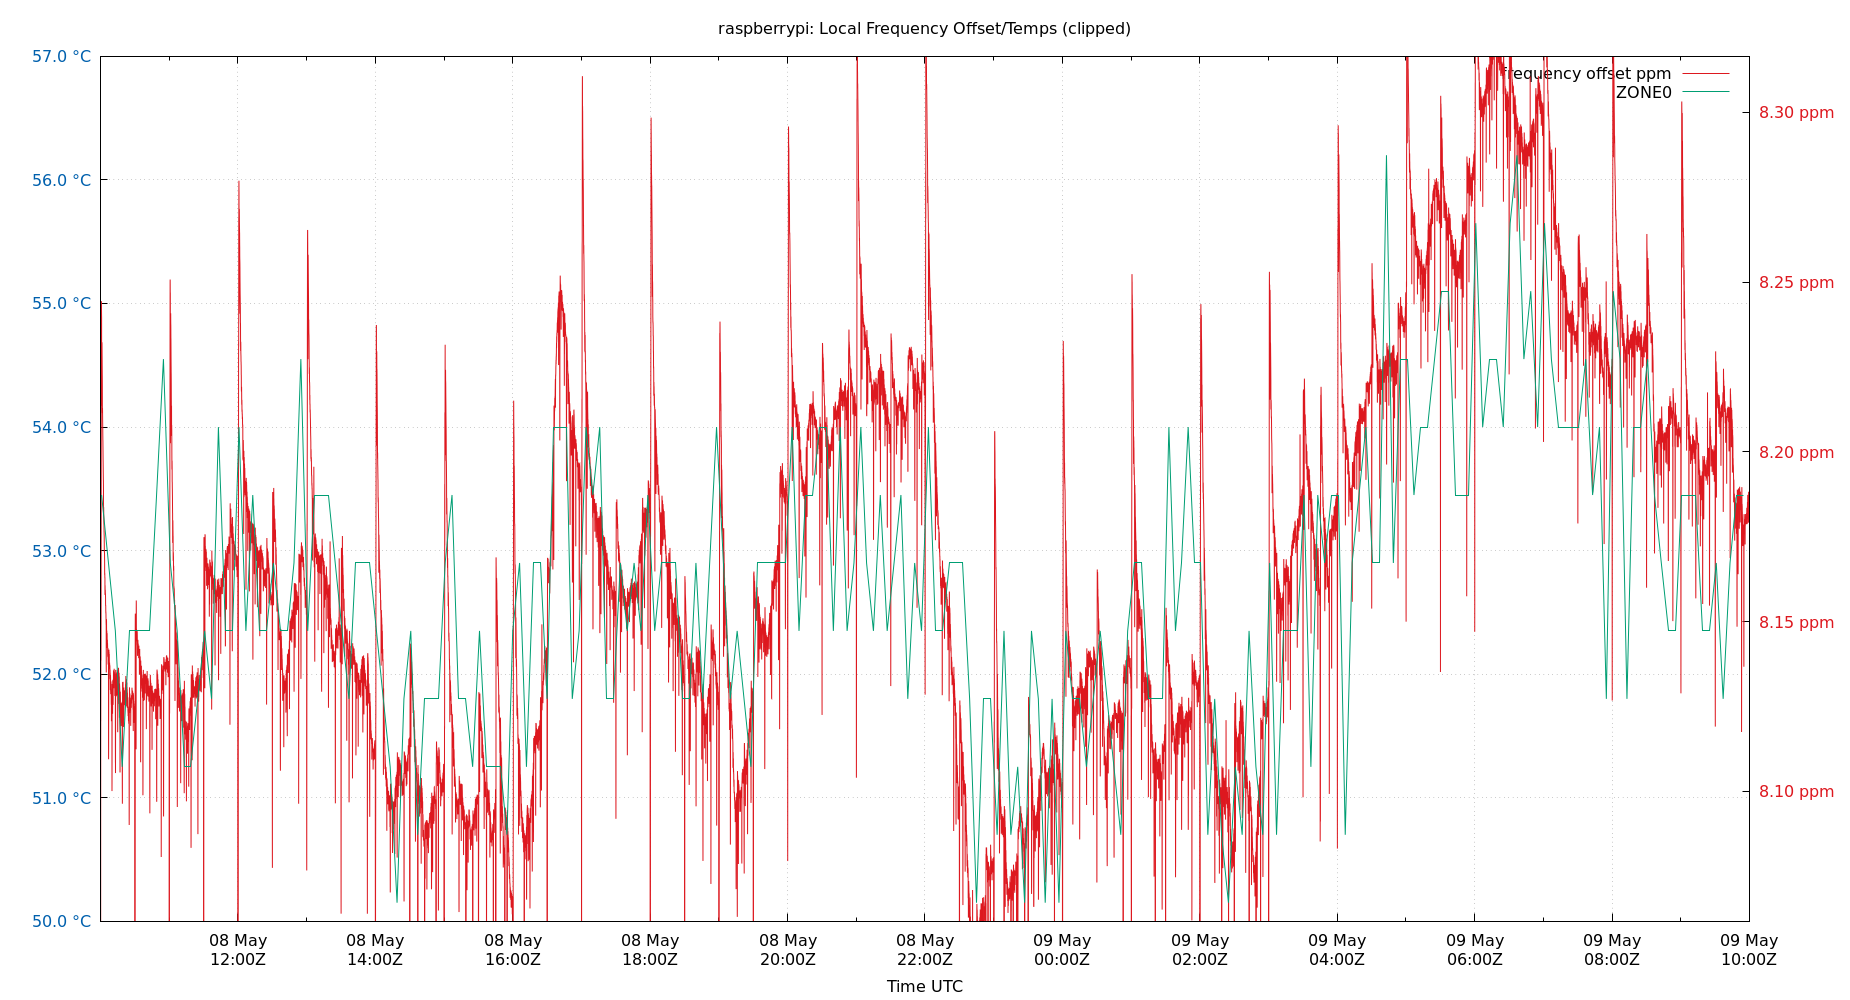 raspberrypi: Local Frequency Offset/Temps (clipped)
57.0 °C
56.0 °C
55.0 °C
54.0 °C
53.0 °C
52.0 °C
51.0 °C
50.0 °C
frequency offset ppm
ZONE0
8.30 ppm
8.25 ppm
8.20 ppm
8.15 ppm
8.10 ppm
08 May
12:00Z
08 May
14:00Z
08 May
16:00Z
08 May
18:00Z
08 May
20:00Z
08 May
22:00Z
09 May
00:00Z
09 May
02:00Z
09 May
04:00Z
09 May
06:00Z
09 May
08:00Z
09 May
10:00Z
Time UTC